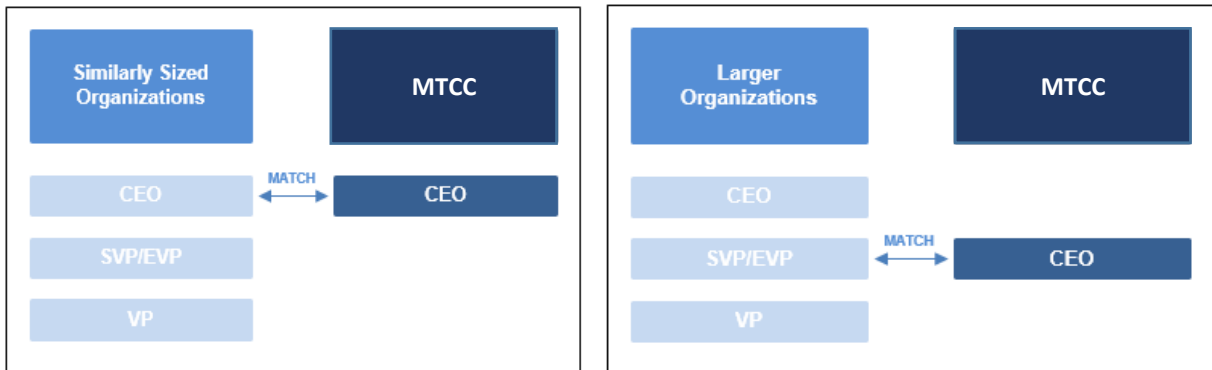 Similarly Sized
Organizations
MTCC
CEO
MATCH
CEO
SVP/EVP
VP
Larger
Organizations
MTCC
CEO
SVP/EVP
MATCH
CEO
VP